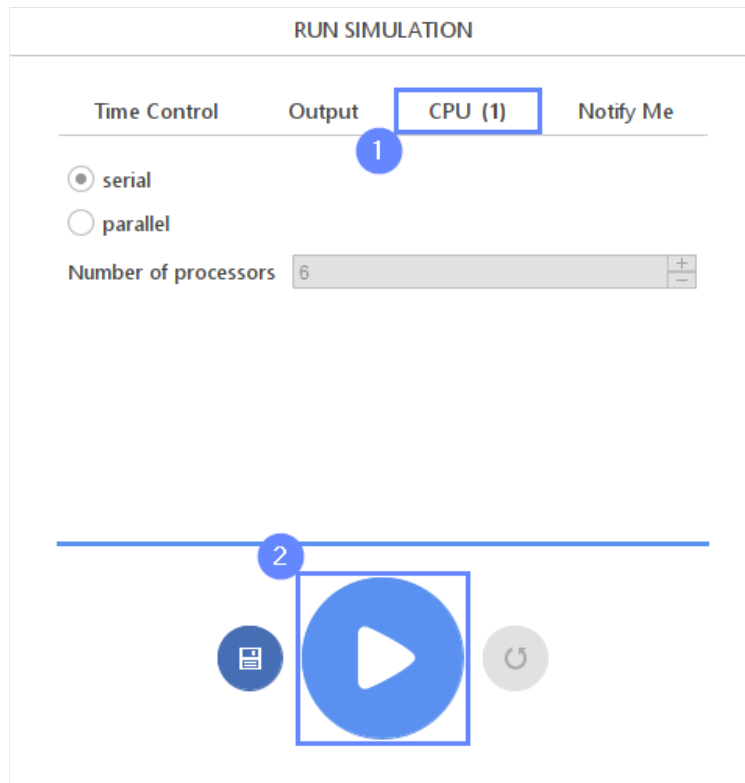 RUN SIMULATION
Time Control Output CPU (1) Notify Me
1
serial
parallel
Number of processors 6 + −
2